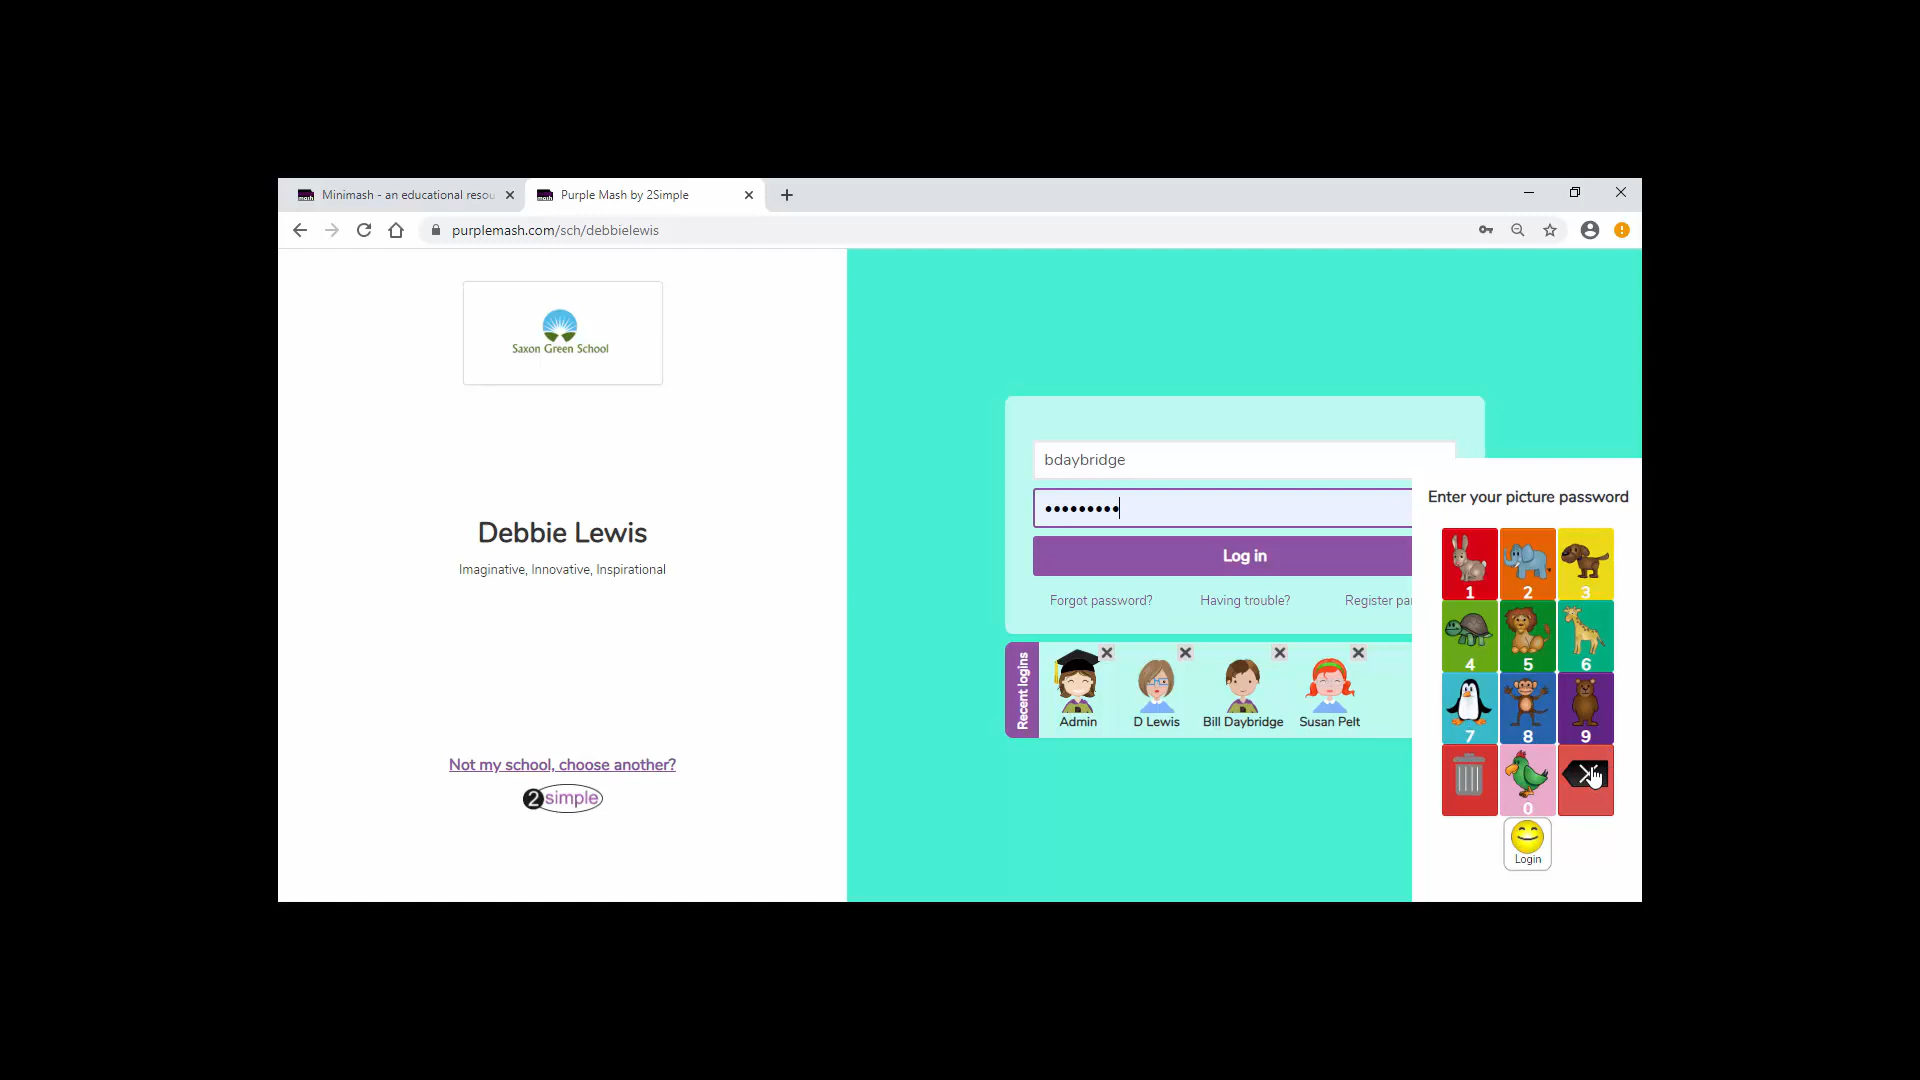 Minimash - an educational resou
Purple Mash by 2Simple
purplemash.com/sch/debbielewis
Saxon Green School
Debbie Lewis
Imaginative, Innovative, Inspirational
Not my school, choose another?
2simple
bdaybridge
•••••••••
Log in
Forgot password?
Having trouble?
Register pa
Recent logins
Admin
D Lewis
Bill Daybridge
Susan Pelt
Enter your picture password
1 2 3
4 5 6
7 8 9
0
Login